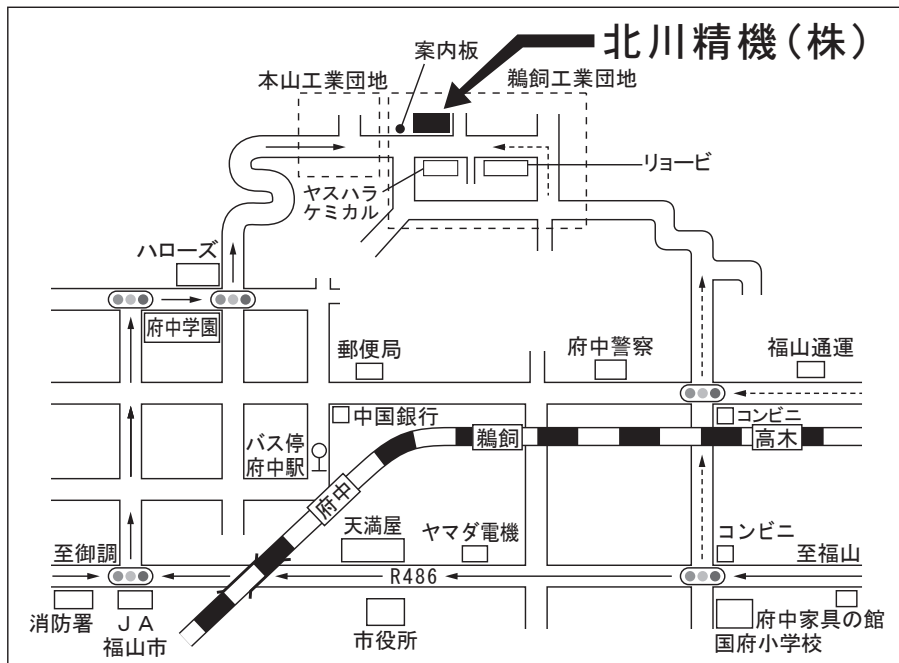 北川精機(株)
案内板
本山工業団地
鵜飼工業団地
リョービ
ヤスハラ
ケミカル
ハローズ
府中学園
郵便局
府中警察
福山通運
中国銀行
コンビニ
バス停
府中駅
鵜飼
高木
府中
天満屋
ヤマダ電機
コンビニ
至御調
至福山
R486
消防署
JA
福山市
市役所
府中家具の館
国府小学校